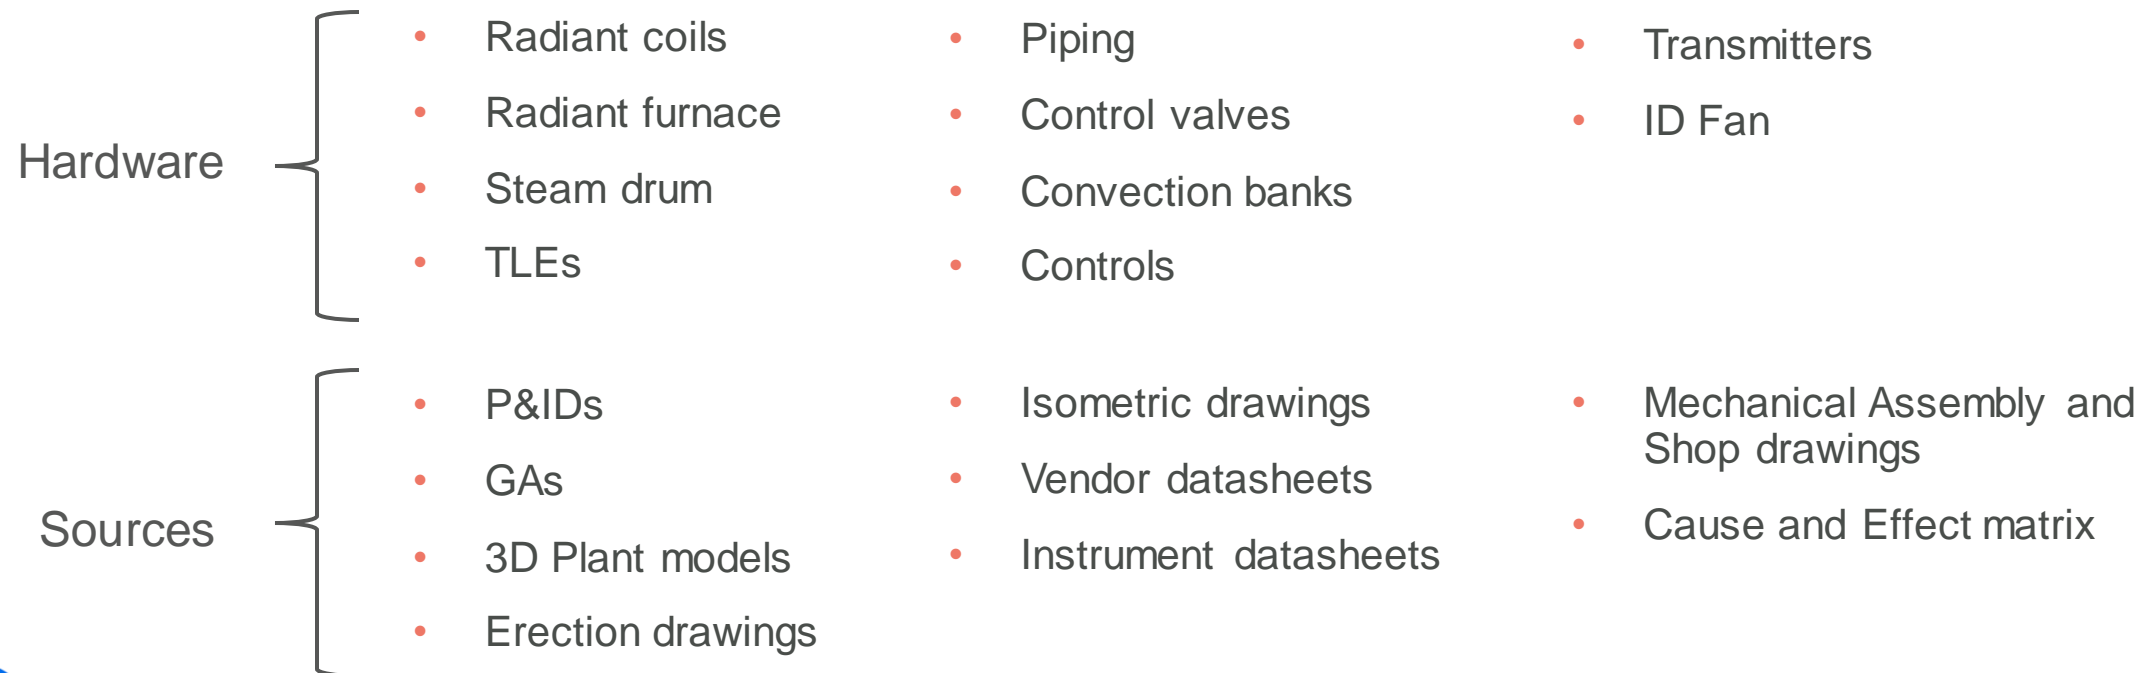 Hardware
Radiant coils
Radiant furnace
Steam drum
TLEs
Piping
Control valves
Convection banks
Controls
Transmitters
ID Fan
Sources
P&IDs
GAs
3D Plant models
Erection drawings
Isometric drawings
Vendor datasheets
Instrument datasheets
Mechanical Assembly and
Shop drawings
Cause and Effect matrix